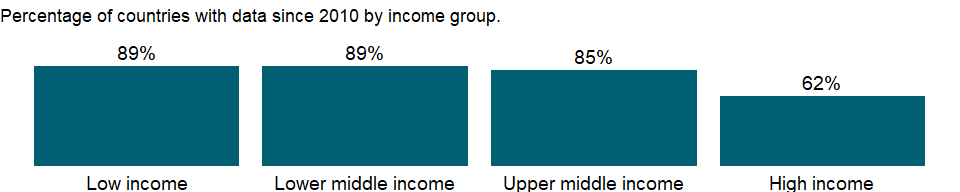 Percentage of countries with data since 2010 by income group.
89% 89% 85% 62%
Low income Lower middle income Upper middle income High income